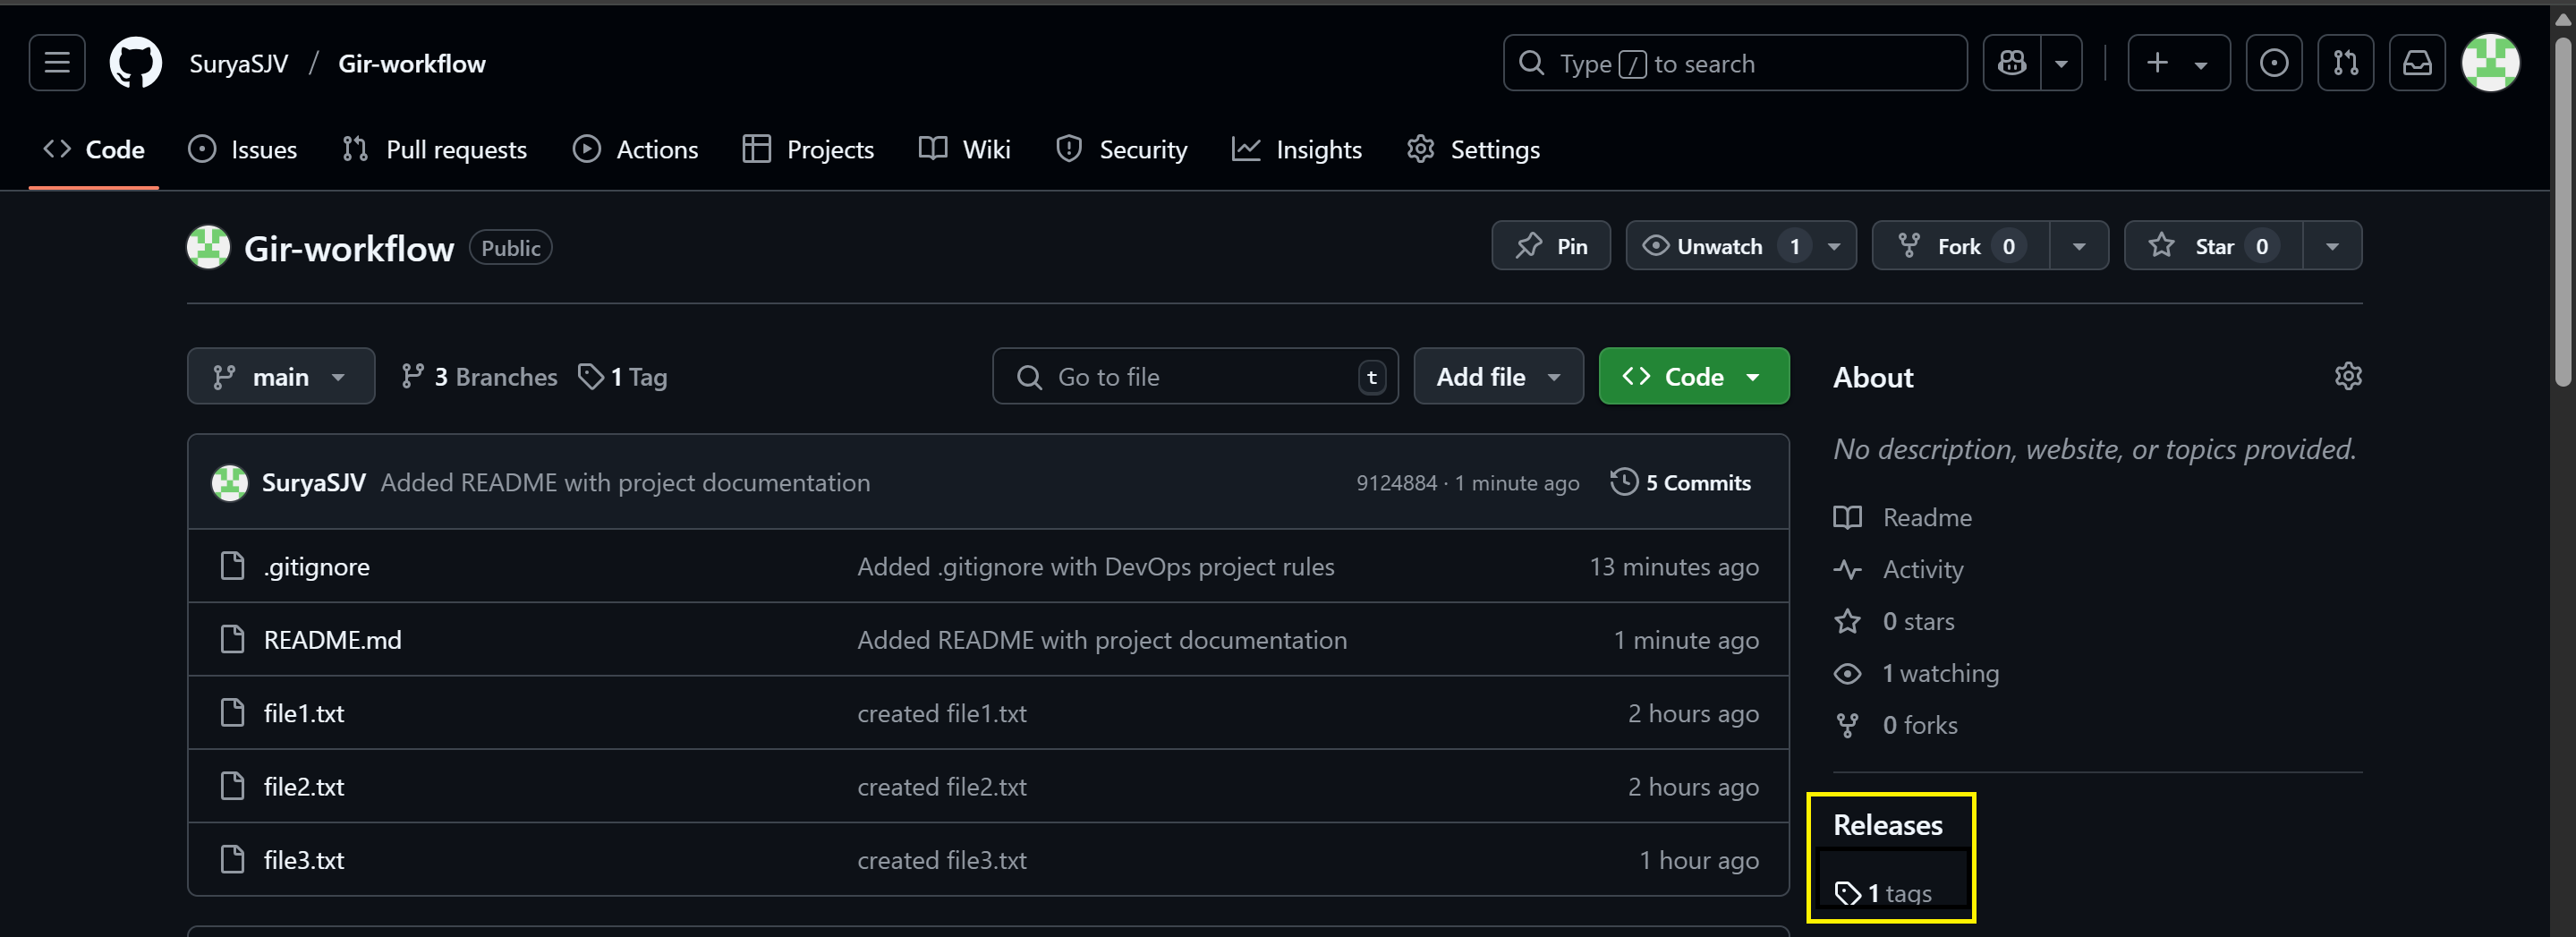 SuryaSJV / Gir-workflow
Type / to search
Code Issues Pull requests Actions Projects Wiki Security Insights Settings
Gir-workflow Public
Pin Unwatch 1 Fork 0 Star 0
main 3 Branches 1 Tag Go to file t Add file Code
SuryaSJV Added README with project documentation 9124884 · 1 minute ago 5 Commits
.gitignore Added .gitignore with DevOps project rules 13 minutes ago
README.md Added README with project documentation 1 minute ago
file1.txt created file1.txt 2 hours ago
file2.txt created file2.txt 2 hours ago
file3.txt created file3.txt 1 hour ago
About
No description, website, or topics provided.
Readme
Activity
0 stars
1 watching
0 forks
Releases
1 tags